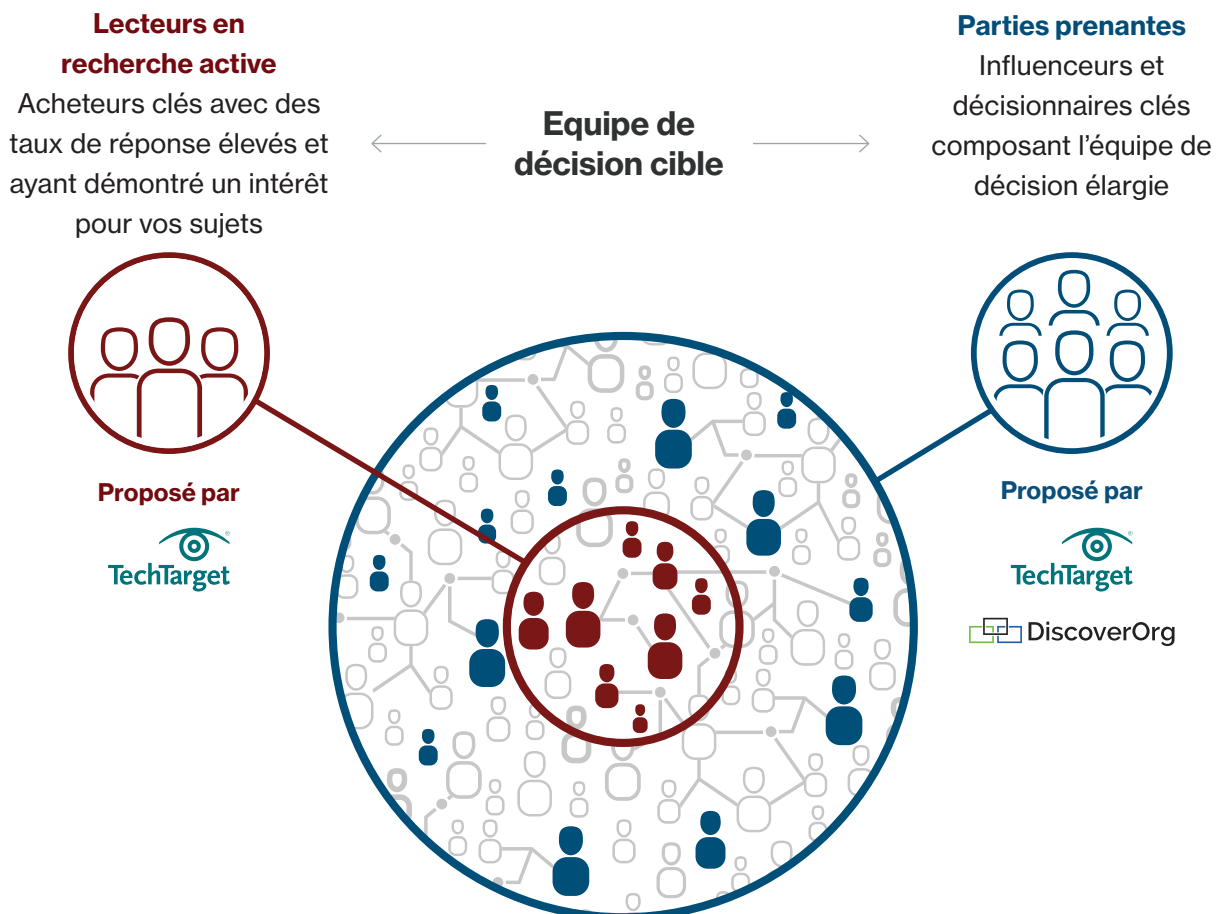 Lecteurs en
recherche active
Acheteurs clés avec des
taux de réponse élevés et
ayant démontré un intérêt
pour vos sujets
Equipe de
décision cible
Parties prenantes
Influenceurs et
décisionnaires clés
composant l’équipe de
décision élargie
Proposé par
TechTarget
Proposé par
TechTarget
DiscoverOrg